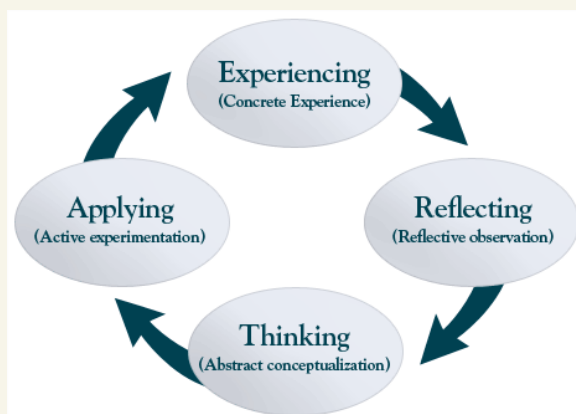 Experiencing
(Concrete Experience)
Applying
(Active experimentation)
Reflecting
(Reflective observation)
Thinking
(Abstract conceptualization)